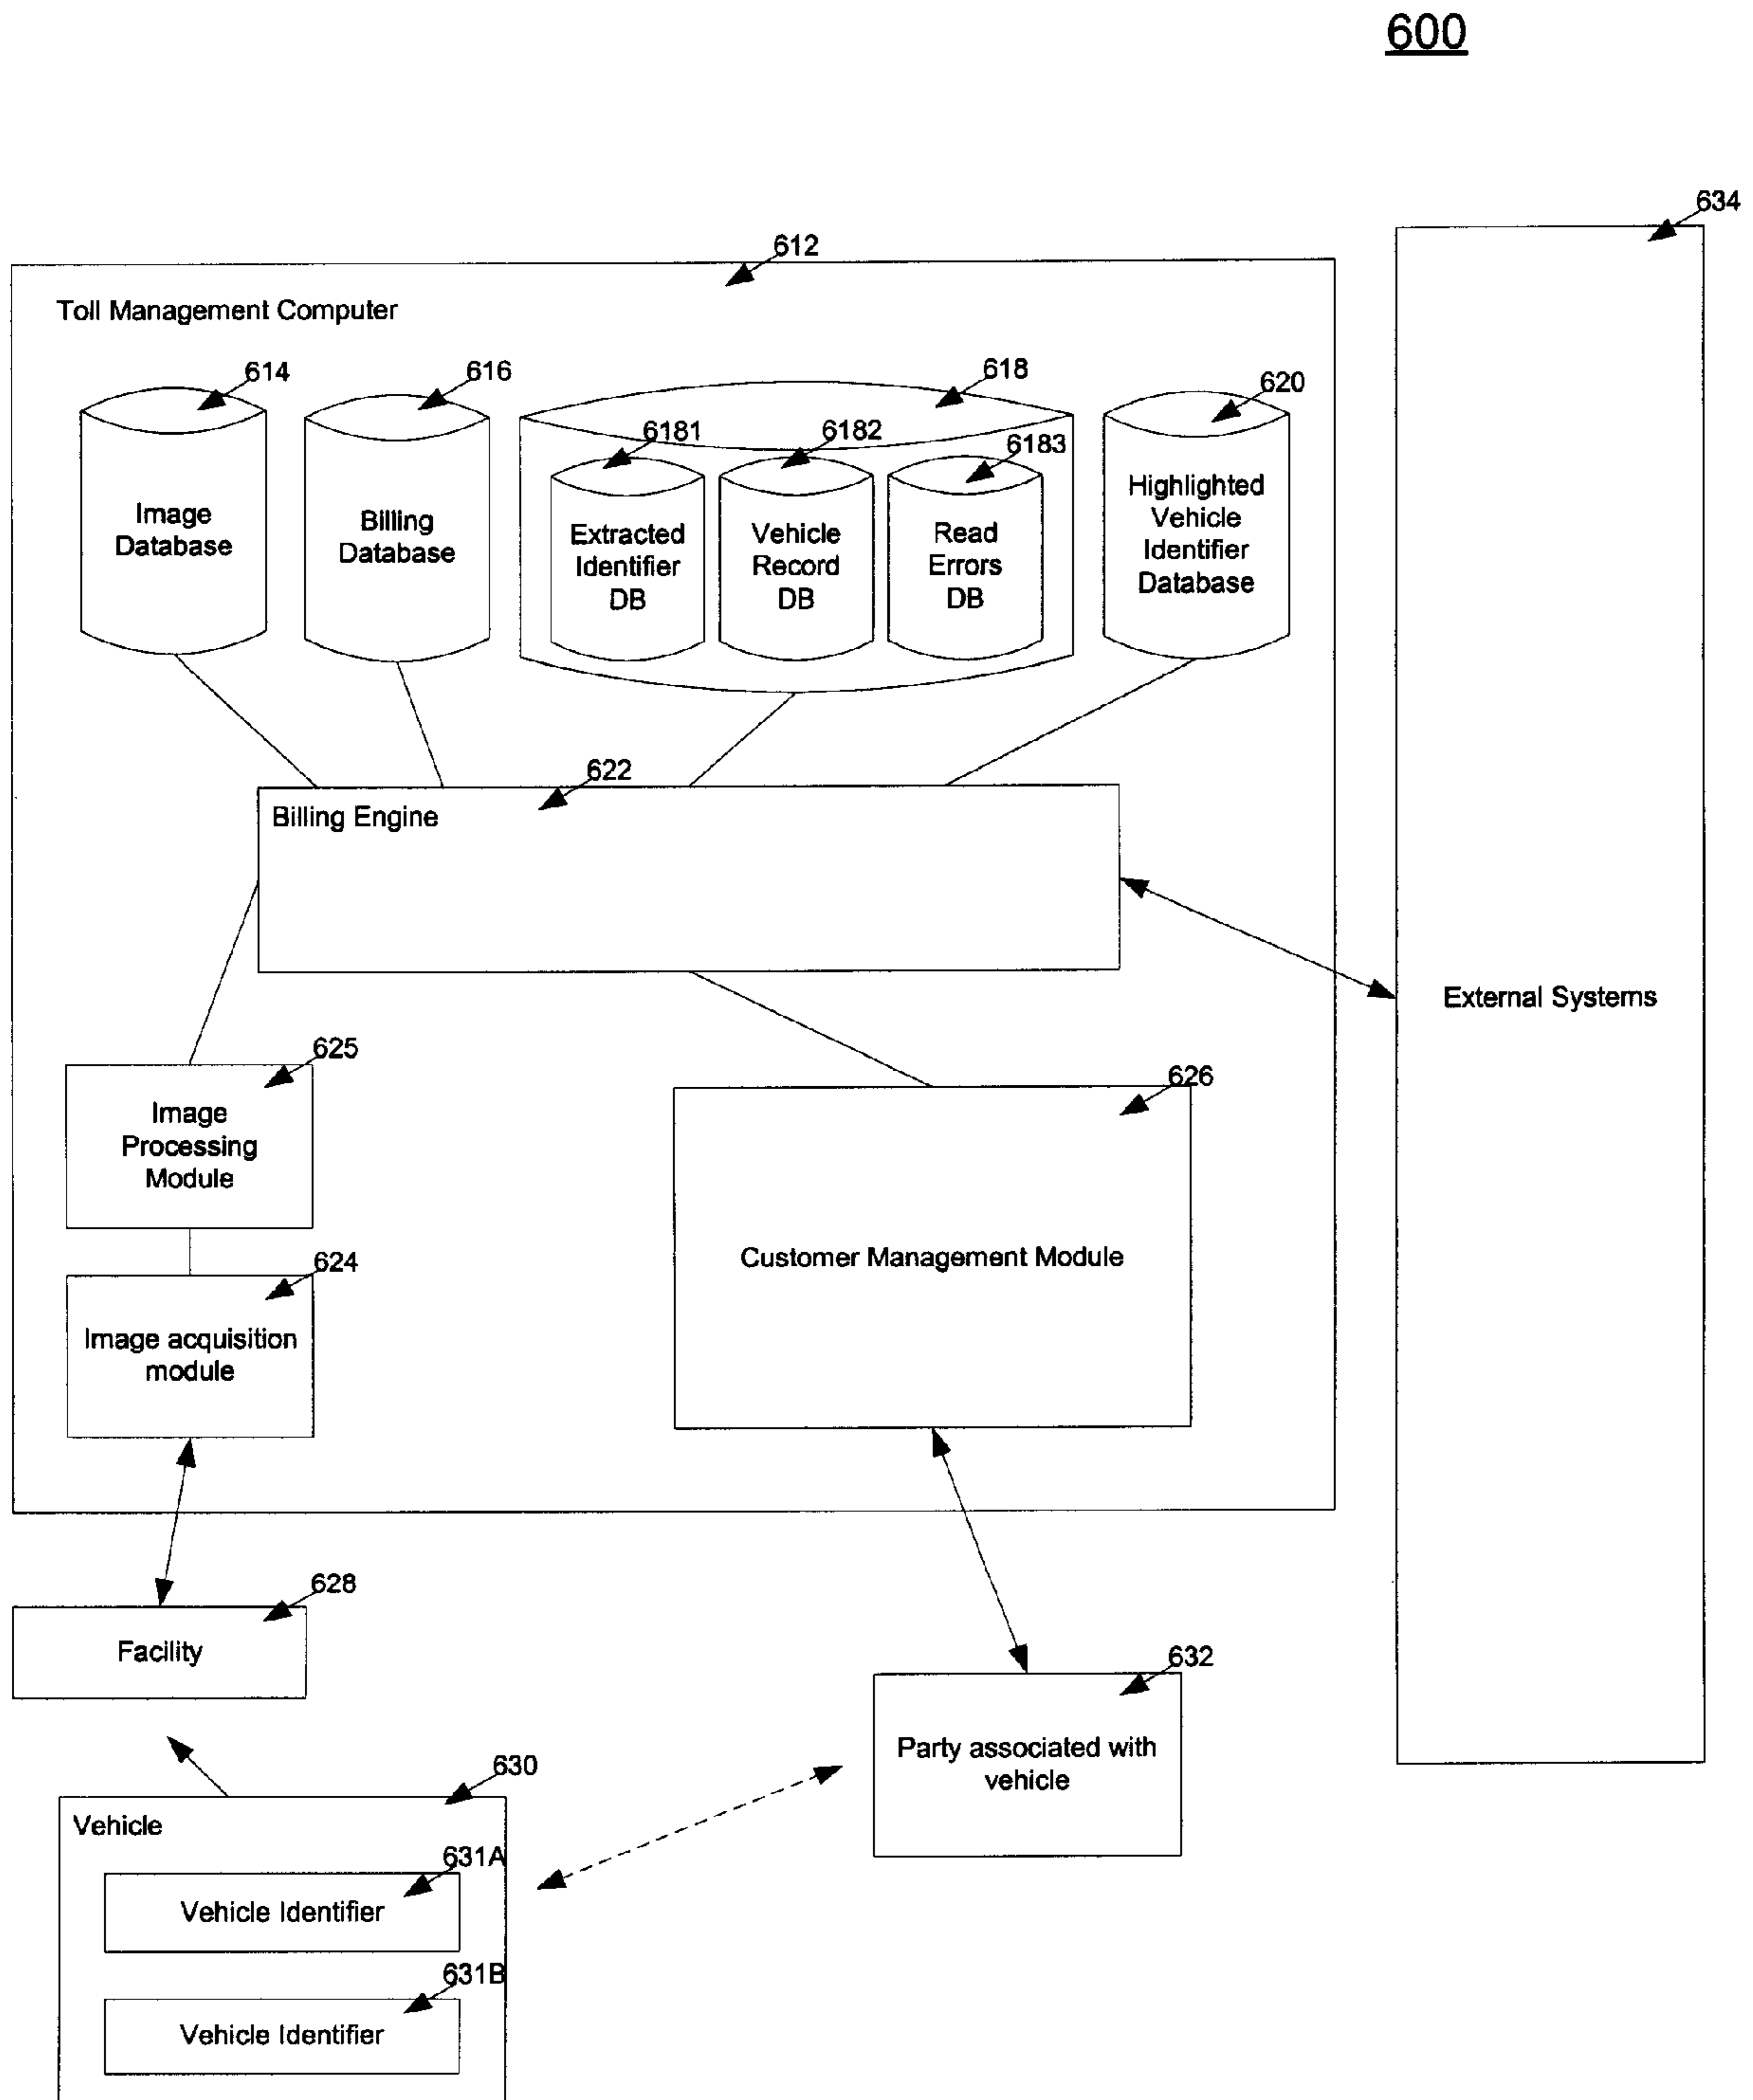 600
634
612
Toll Management Computer
614
616
618
620
6181
6182
6183
Image
Database
Billing
Database
Extracted
Identifier
DB
Vehicle
Record
DB
Read
Errors
DB
Highlighted
Vehicle
Identifier
Database
622
Billing Engine
External Systems
625
Image
Processing
Module
626
Customer Management Module
624
Image acquisition
module
628
Facility
632
Party associated with
vehicle
630
Vehicle
631A
Vehicle Identifier
631B
Vehicle Identifier